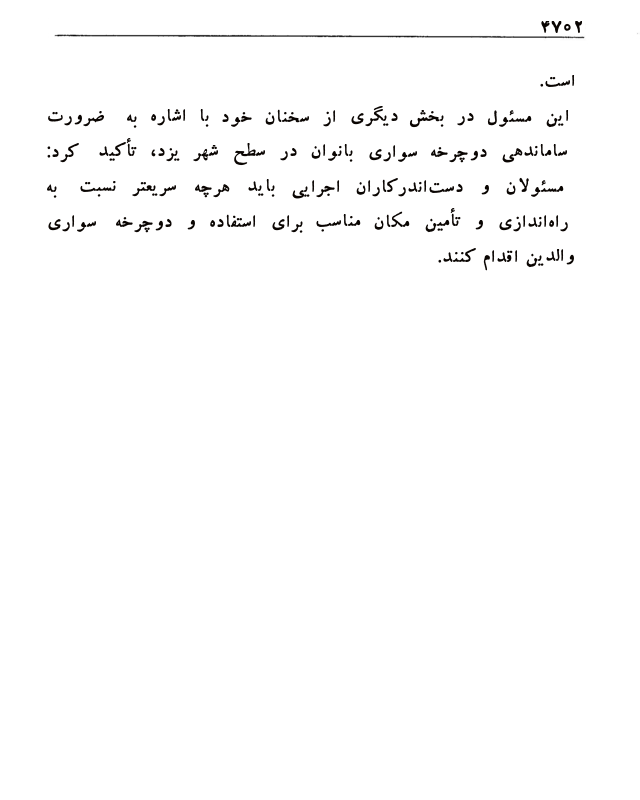 ۴۷۰۲
است.
این مسئول در بخش دیگری از سخنان خود با اشاره به ضرورت
ساماندهی دوچرخه سواری بانوان در سطح شهر یزد، تأکید کرد:
مسئولان و دست‌اندرکاران اجرایی باید هرچه سریعتر نسبت به
راه‌اندازی و تأمین مکان مناسب برای استفاده و دوچرخه سواری
والدین اقدام کنند.